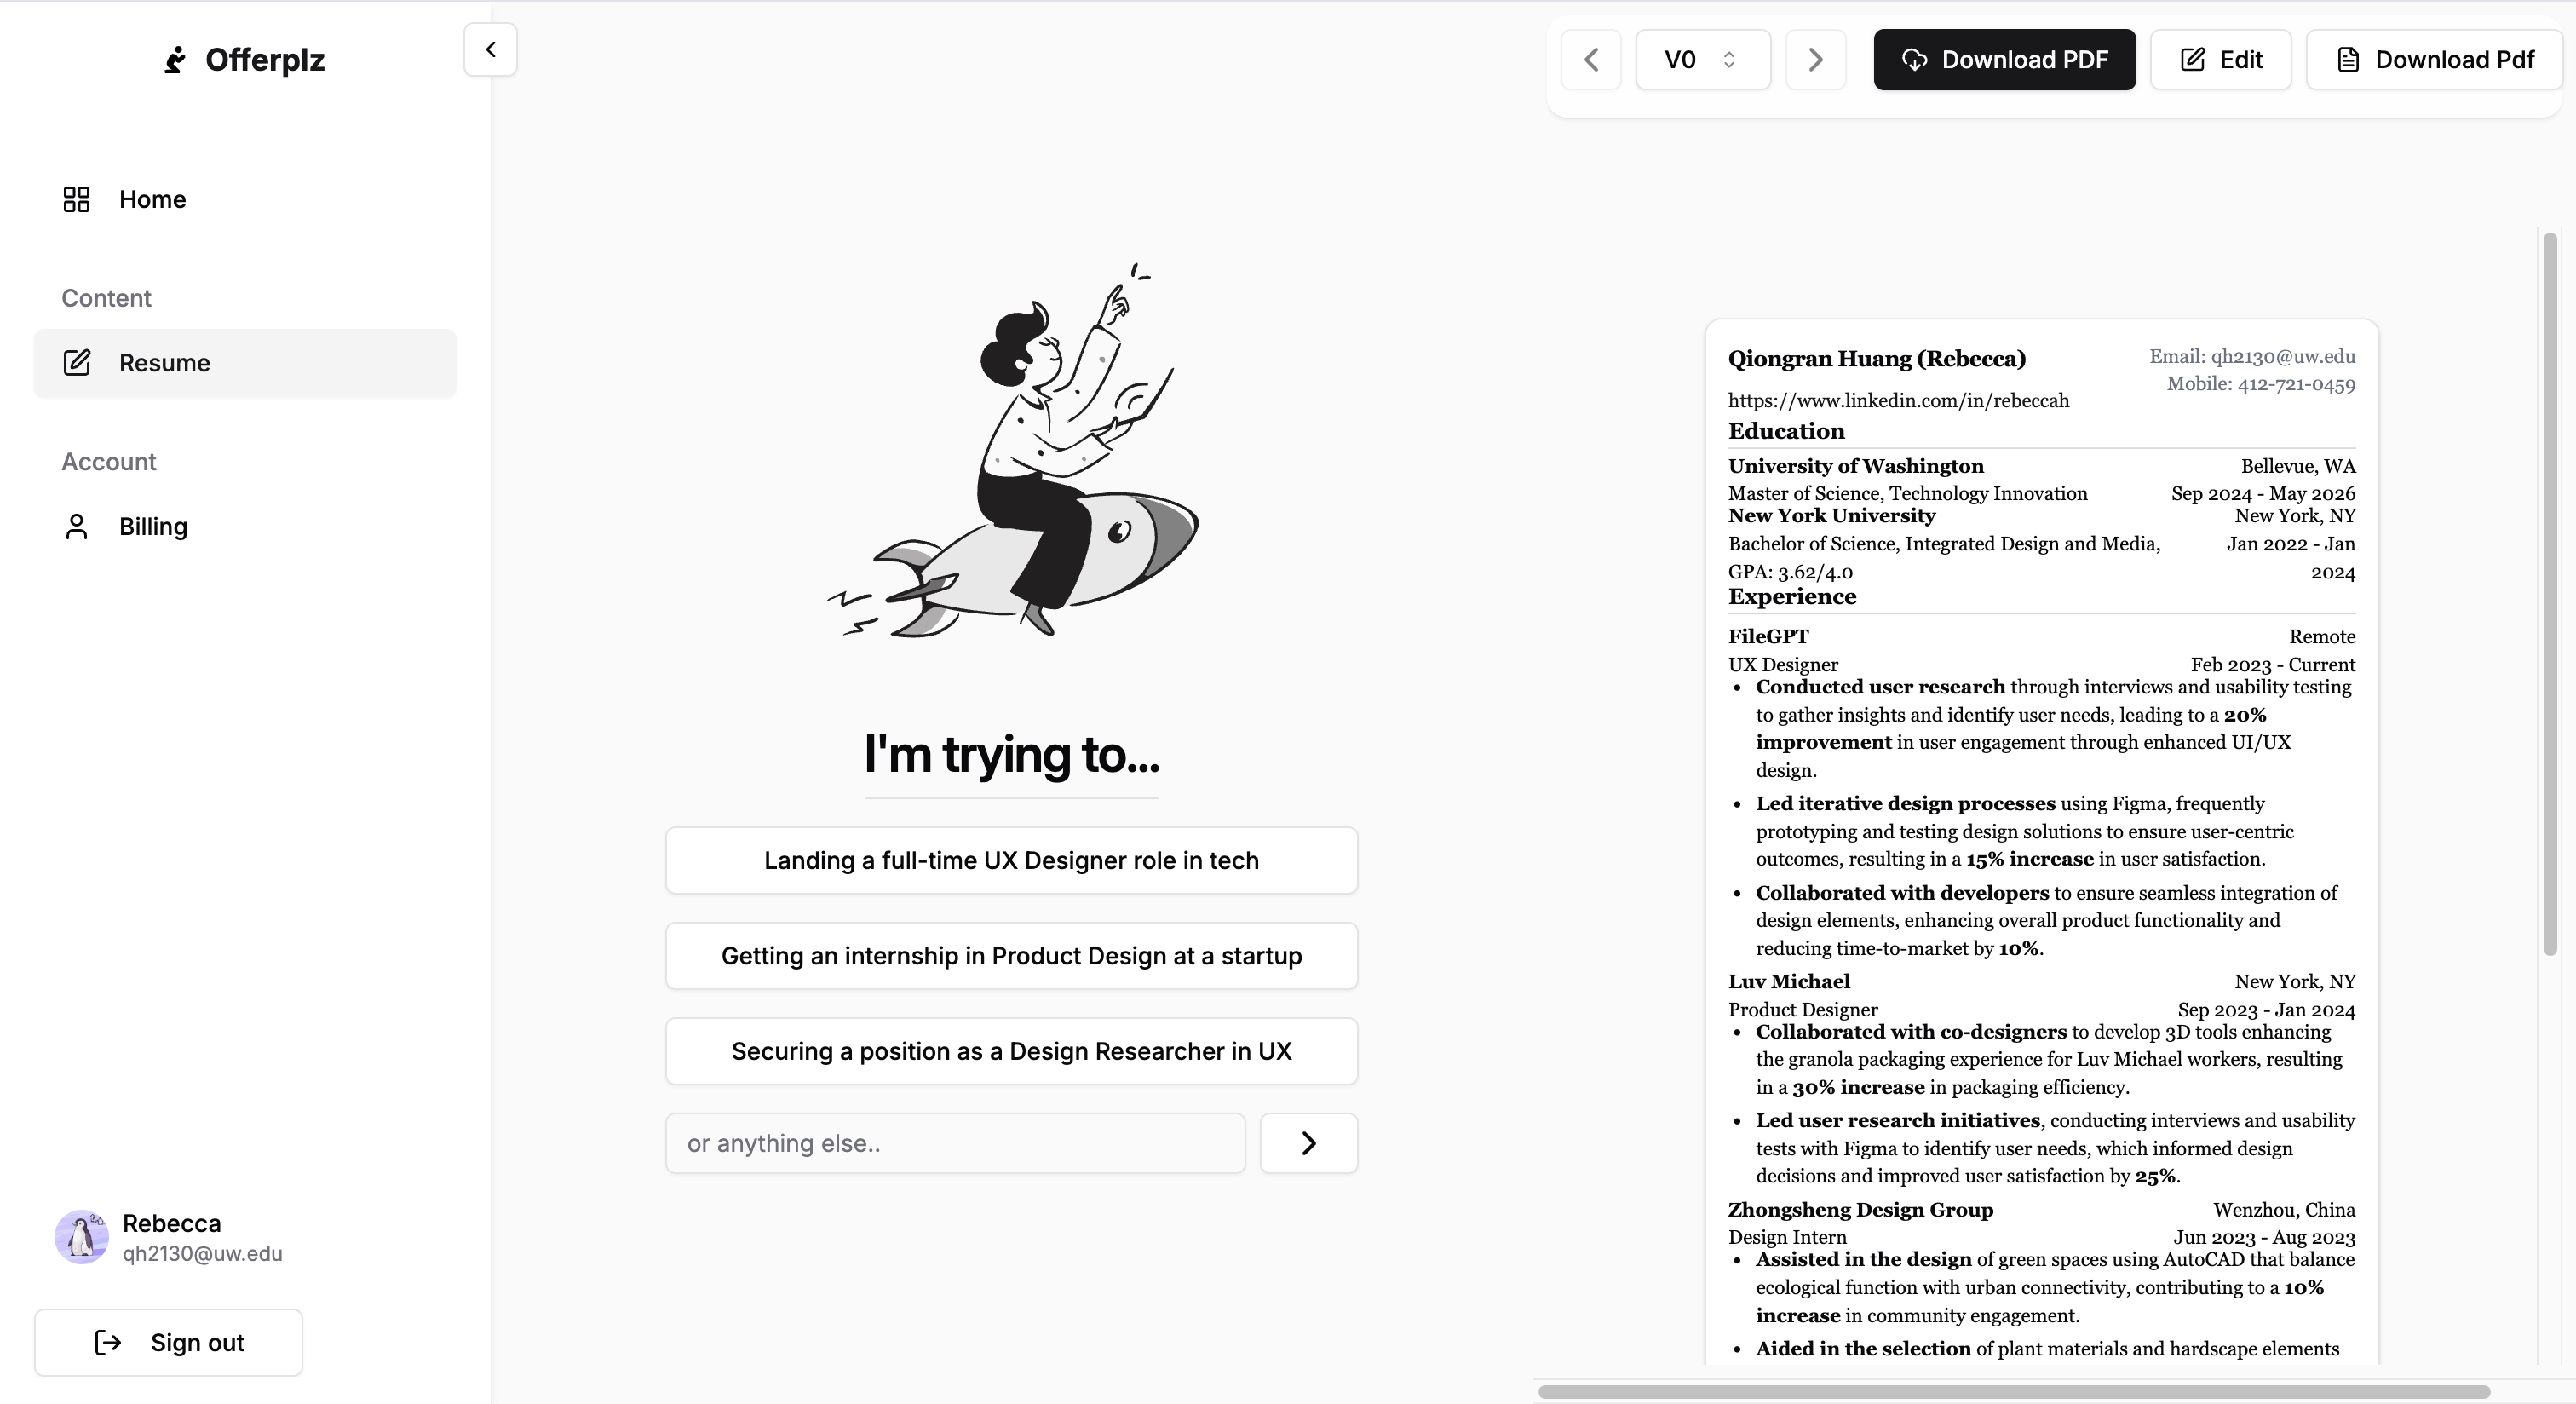 Offerplz
Home
Content
Resume
Account
Billing
Rebecca
qh2130@uw.edu
Sign out
I'm trying to...
Landing a full-time UX Designer role in tech
Getting an internship in Product Design at a startup
Securing a position as a Design Researcher in UX
or anything else..
V0
Download PDF
Edit
Download Pdf
Qiongran Huang (Rebecca)
Email: qh2130@uw.edu
Mobile: 412-721-0459
https://www.linkedin.com/in/rebeccah
Education
University of Washington Bellevue, WA
Master of Science, Technology Innovation Sep 2024 - May 2026
New York University New York, NY
Bachelor of Science, Integrated Design and Media, Jan 2022 - Jan
GPA: 3.62/4.0 2024
Experience
FileGPT Remote
UX Designer Feb 2023 - Current
• Conducted user research through interviews and usability testing
to gather insights and identify user needs, leading to a 20%
improvement in user engagement through enhanced UI/UX
design.
• Led iterative design processes using Figma, frequently
prototyping and testing design solutions to ensure user-centric
outcomes, resulting in a 15% increase in user satisfaction.
• Collaborated with developers to ensure seamless integration of
design elements, enhancing overall product functionality and
reducing time-to-market by 10%.
Luv Michael New York, NY
Product Designer Sep 2023 - Jan 2024
• Collaborated with co-designers to develop 3D tools enhancing
the granola packaging experience for Luv Michael workers, resulting
in a 30% increase in packaging efficiency.
• Led user research initiatives, conducting interviews and usability
tests with Figma to identify user needs, which informed design
decisions and improved user satisfaction by 25%.
Zhongsheng Design Group Wenzhou, China
Design Intern Jun 2023 - Aug 2023
• Assisted in the design of green spaces using AutoCAD that balance
ecological function with urban connectivity, contributing to a 10%
increase in community engagement.
• Aided in the selection of plant materials and hardscape elements